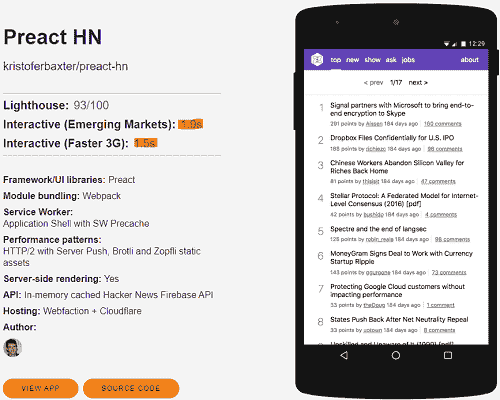 Preact HN
kristoferbaxter/preact-hn
Lighthouse: 93/100
Interactive (Emerging Markets): 1.9s
Interactive (Faster 3G): 1.5s
Framework/UI libraries: Preact
Module bundling: Webpack
Service Worker:
Application Shell with SW Precache
Performance patterns:
HTTP/2 with Server Push, Brotli and Zopfli static
assets
Server-side rendering: Yes
API: In-memory cached Hacker News Firebase API
Hosting: Webfaction + Cloudflare
Author:
VIEW APP
SOURCE CODE
12:29
top new show ask jobs about
< prev 1/17 next >
1 Signal partners with Microsoft to bring end-to-
end encryption to Skype
201 points by 184 days ago | 160 comments
2 Dropbox Files Confidentially for U.S. IPO
188 points by 184 days ago | 96 comments
3 Chinese Workers Abandon Silicon Valley for
Riches Back Home
81 points by 184 days ago | 47 comments
4 Stellar Protocol: A Federated Model for Internet-
Level Consensus (2016) [pdf]
42 points by bushido 184 days ago | 4 comments
5 Spectre and the end of langsec
125 points by 184 days ago | 98 comments
6 MoneyGram Signs Deal to Work with Currency
Startup Ripple
143 points by 184 days ago | 73 comments
7 Protecting Google Cloud customers without
impacting performance
33 points by theDoug 184 days ago | 1 comment
8 States Push Back After Net Neutrality Repeal
53 points by uptown 184 days ago | 8 comments